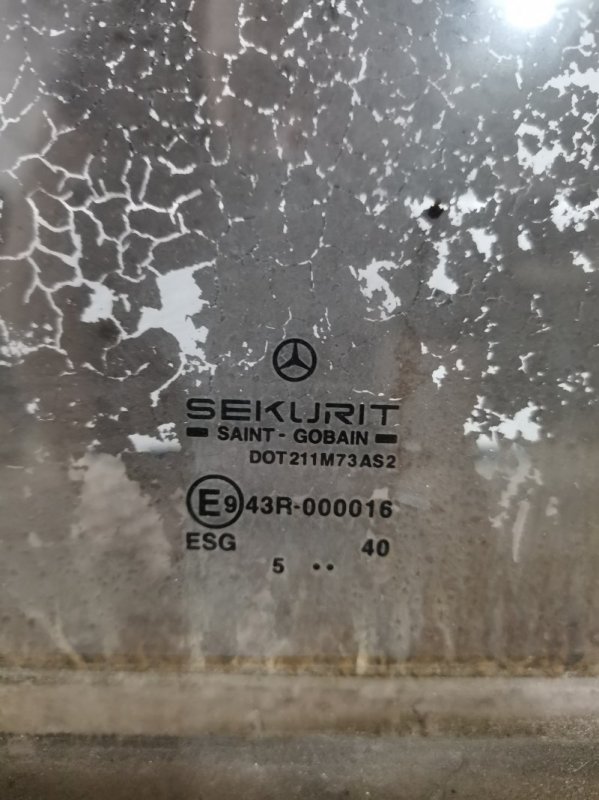 SEKURIT
SAINT-GOBAIN
DOT211M73AS2
E9 43R-000016
ESG 40
5 ••